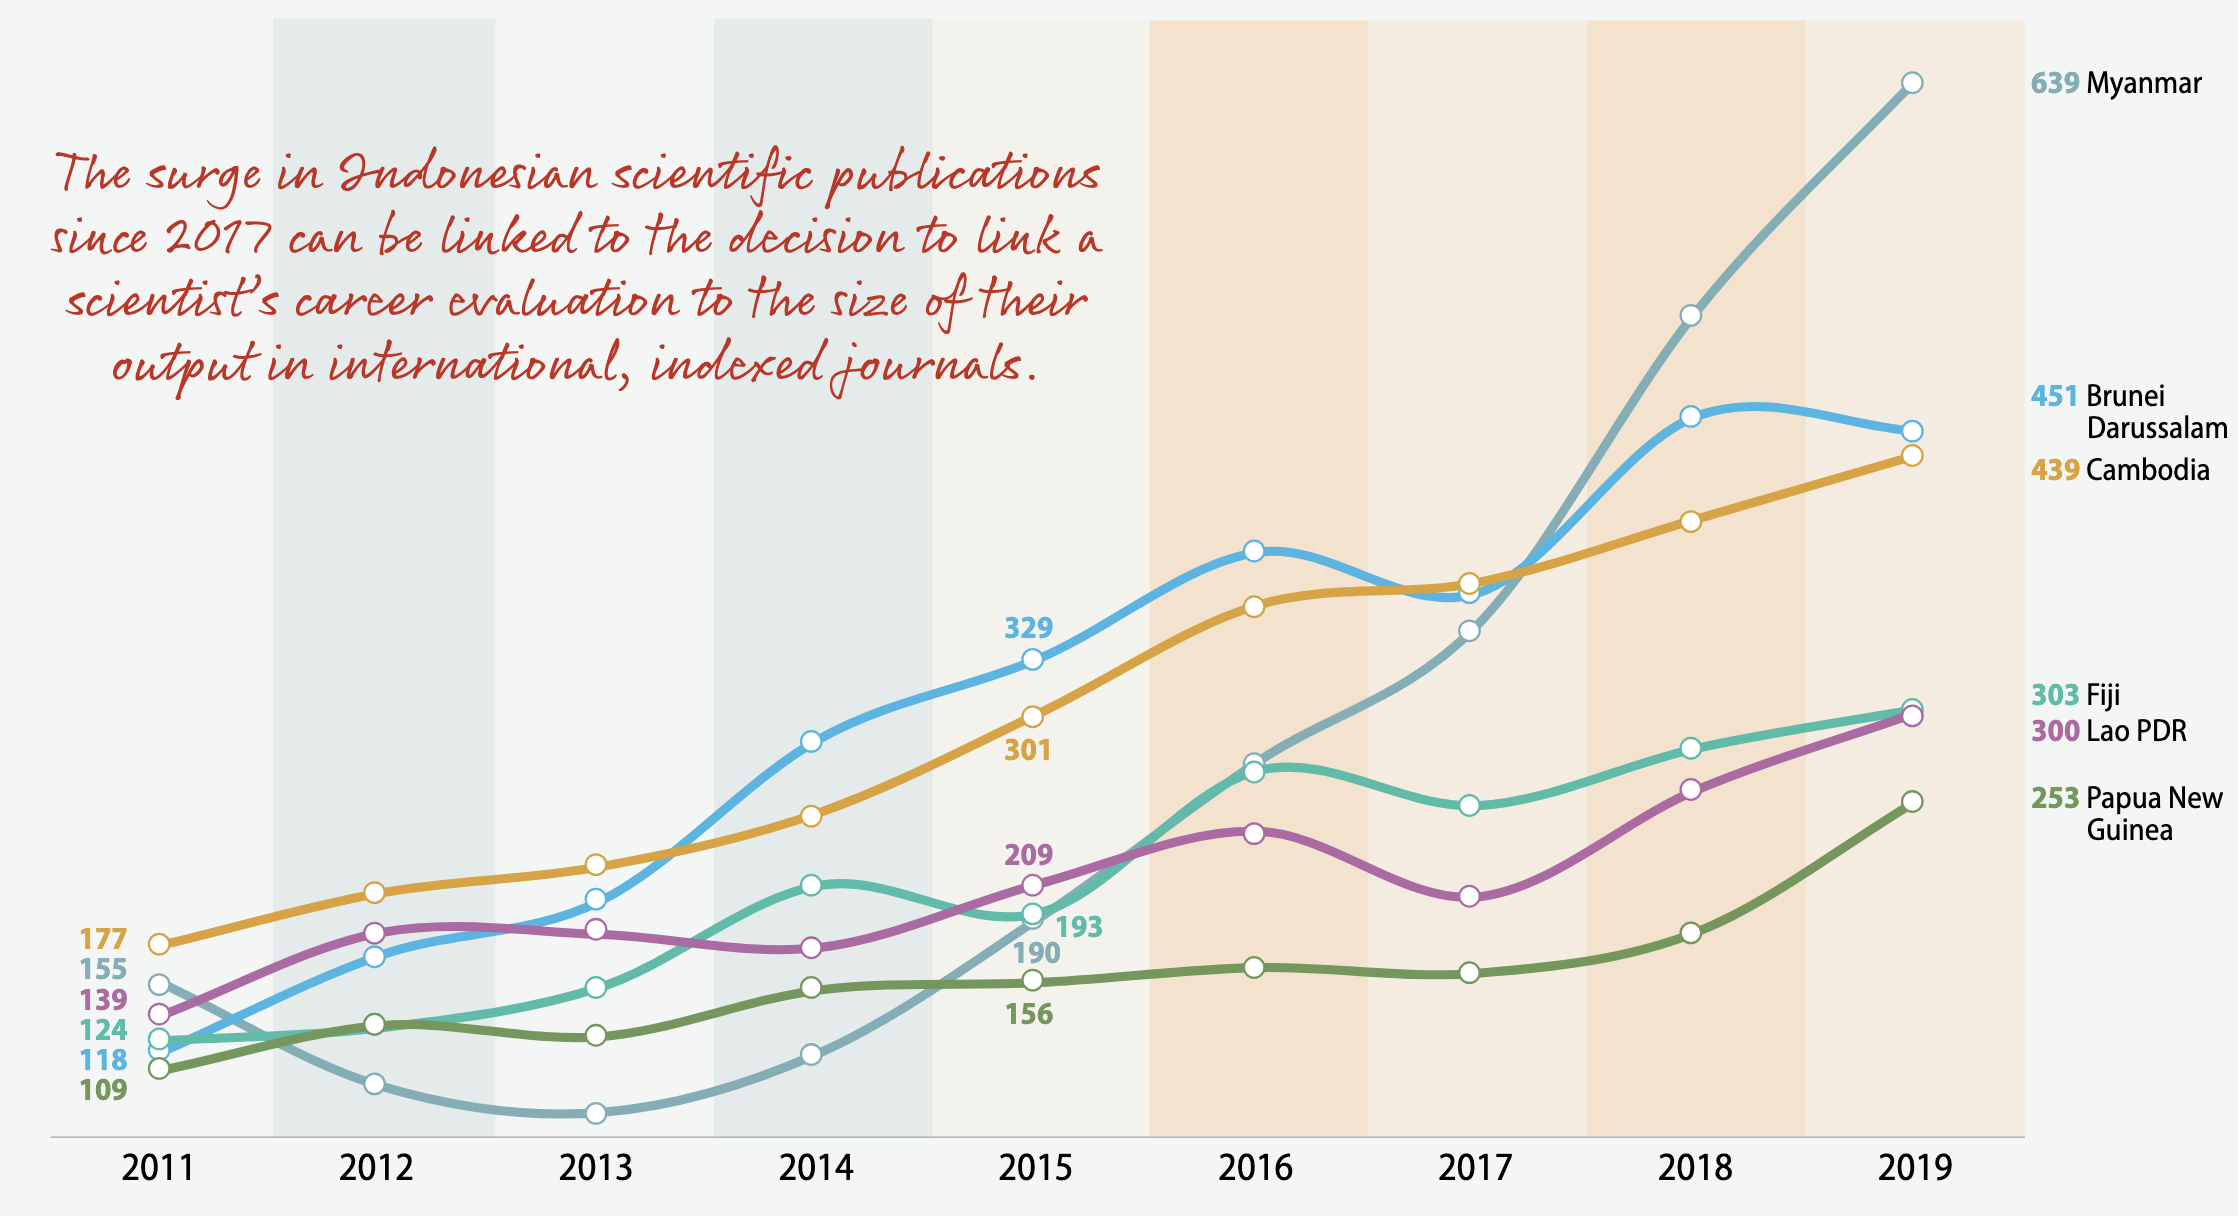 The surge in Indonesian scientific publications
since 2017 can be linked to the decision to link a
scientist's career evaluation to the size of their
output in international, indexed journals.
639 Myanmar
451 Brunei
Darussalam
439 Cambodia
329
301
303 Fiji
300 Lao PDR
209
253 Papua New
Guinea
193
190
156
177
155
139
124
118
109
2011 2012 2013 2014 2015 2016 2017 2018 2019